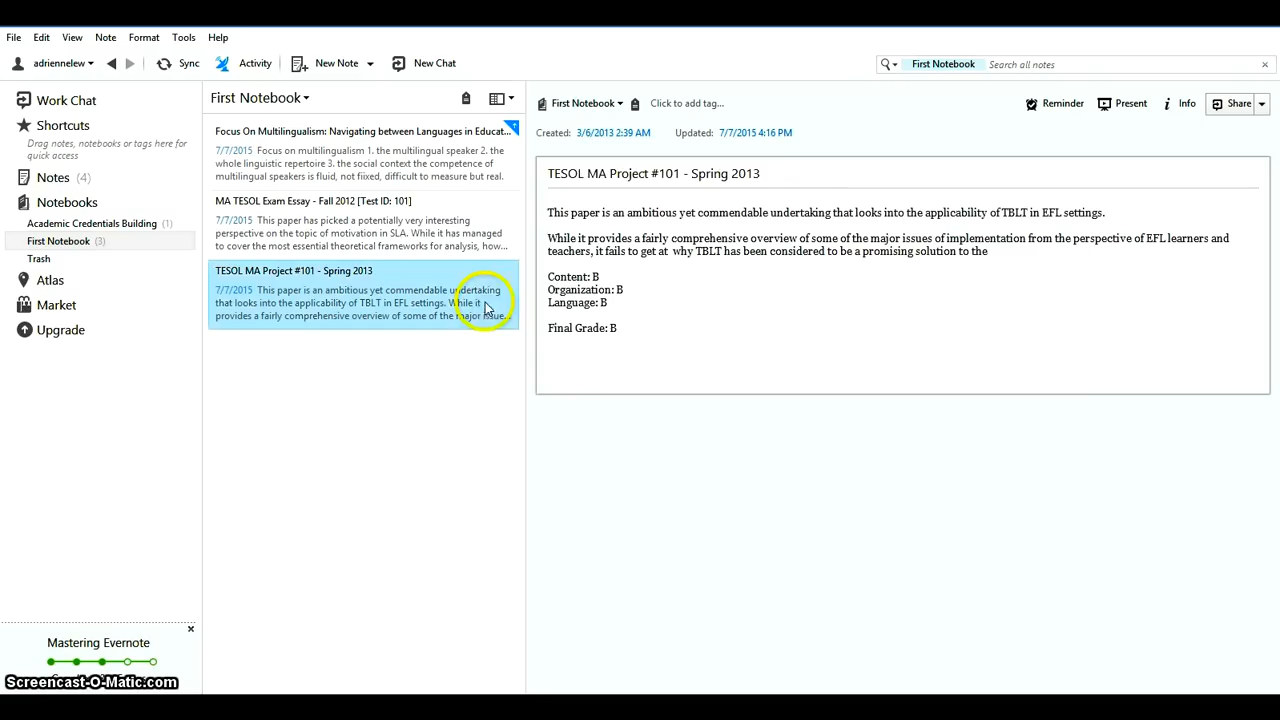 File Edit View Note Format Tools Help
adriennelew Sync Activity New Note New Chat
First Notebook Search all notes
Work Chat
Shortcuts
Drag notes, notebooks or tags here for
quick access
Notes (4)
Notebooks
Academic Credentials Building (1)
First Notebook (3)
Trash
Atlas
Market
Upgrade
Mastering Evernote
Screencast-O-Matic.com
First Notebook
Focus On Multilingualism: Navigating between Languages in Educat...
7/7/2015 Focus on multilingualism 1. the multilingual speaker 2. the
whole linguistic repertoire 3. the social context the competence of
multilingual speakers is fluid, not fiixed, difficult to measure but real.
MA TESOL Exam Essay - Fall 2012 [Test ID: 101]
7/7/2015 This paper has picked a potentially very interesting
perspective on the topic of motivation in SLA. While it has managed
to cover the most essential theoretical frameworks for analysis, how...
TESOL MA Project #101 - Spring 2013
7/7/2015 This paper is an ambitious yet commendable undertaking
that looks into the applicability of TBLT in EFL settings. While it
provides a fairly comprehensive overview of some of the major issue...
First Notebook Click to add tag... Reminder Present Info Share
Created: 3/6/2013 2:39 AM Updated: 7/7/2015 4:16 PM
TESOL MA Project #101 - Spring 2013
This paper is an ambitious yet commendable undertaking that looks into the applicability of TBLT in EFL settings.
While it provides a fairly comprehensive overview of some of the major issues of implementation from the perspective of EFL learners and
teachers, it fails to get at why TBLT has been considered to be a promising solution to the
Content: B
Organization: B
Language: B
Final Grade: B